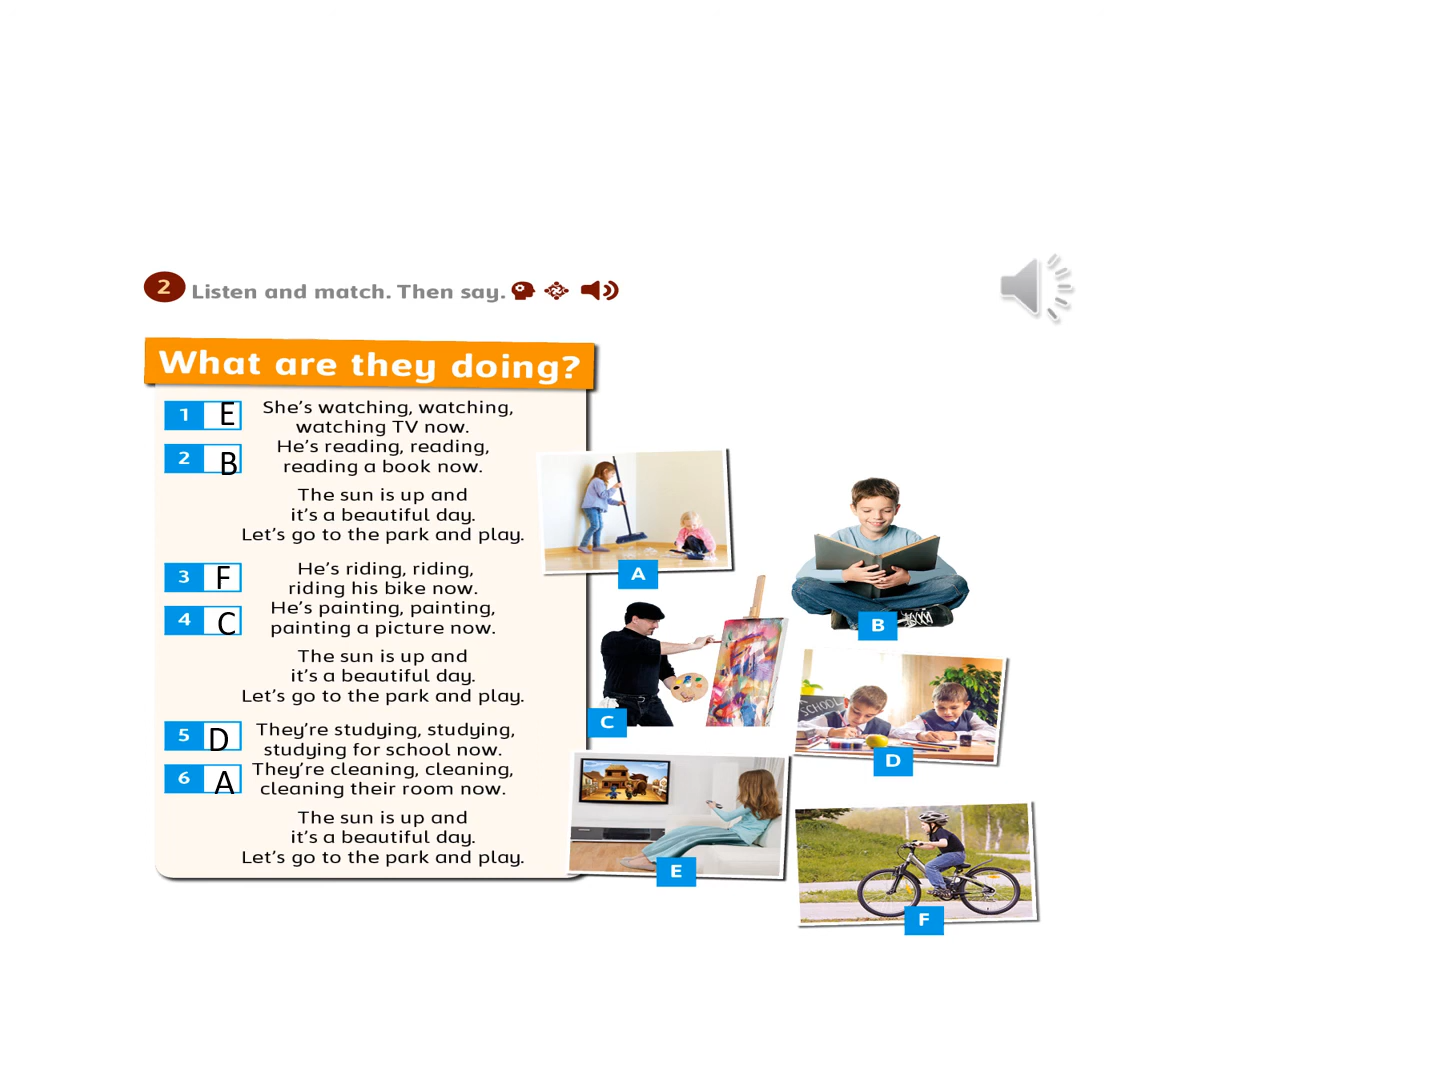 2 Listen and match. Then say.
What are they doing?
1 E She's watching, watching,
watching TV now.
2 B He's reading, reading,
reading a book now.
The sun is up and
it's a beautiful day.
Let's go to the park and play.
3 F He's riding, riding,
riding his bike now.
4 C He's painting, painting,
painting a picture now.
The sun is up and
it's a beautiful day.
Let's go to the park and play.
5 D They're studying, studying,
studying for school now.
6 A They're cleaning, cleaning,
cleaning their room now.
The sun is up and
it's a beautiful day.
Let's go to the park and play.
A
B
C
SCHOOL
D
E
F